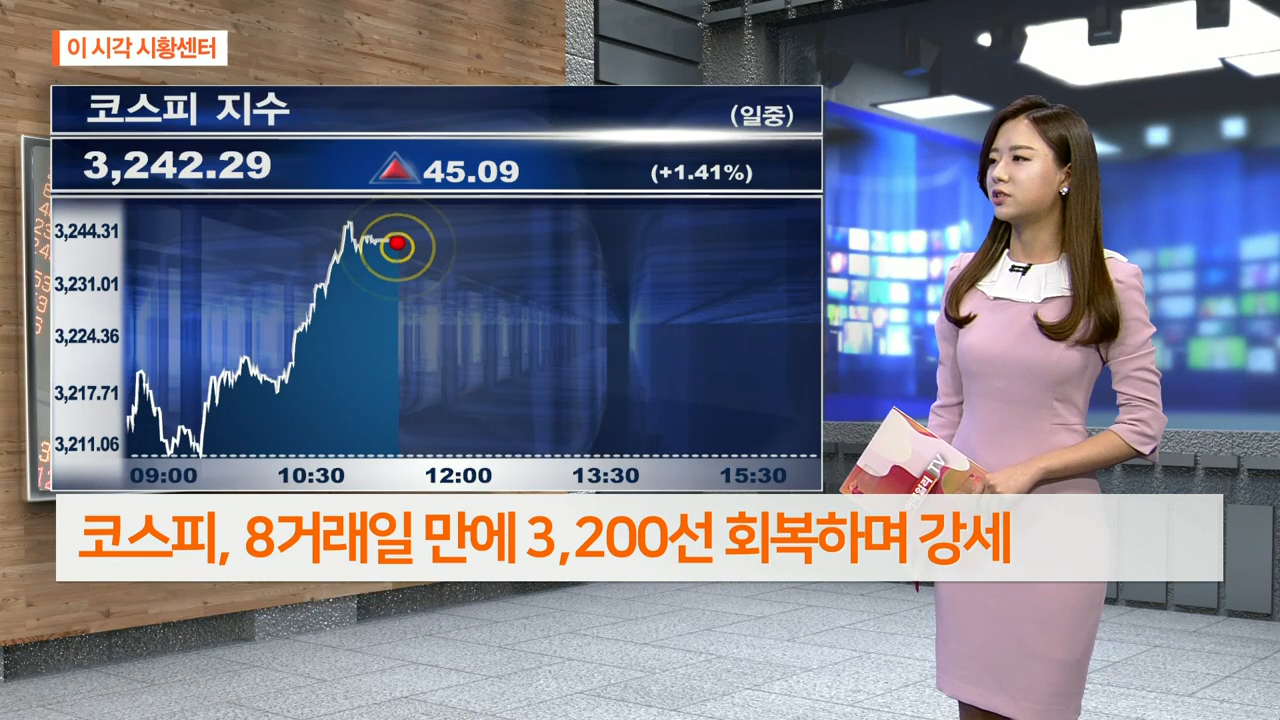 이 시각 시황센터
코스피 지수
(일중)
3,242.29
45.09
(+1.41%)
3,244.31
3,231.01
3,224.36
3,217.71
3,211.06
09:00
10:30
12:00
13:30
15:30
TV
코스피, 8거래일 만에 3,200선 회복하며 강세